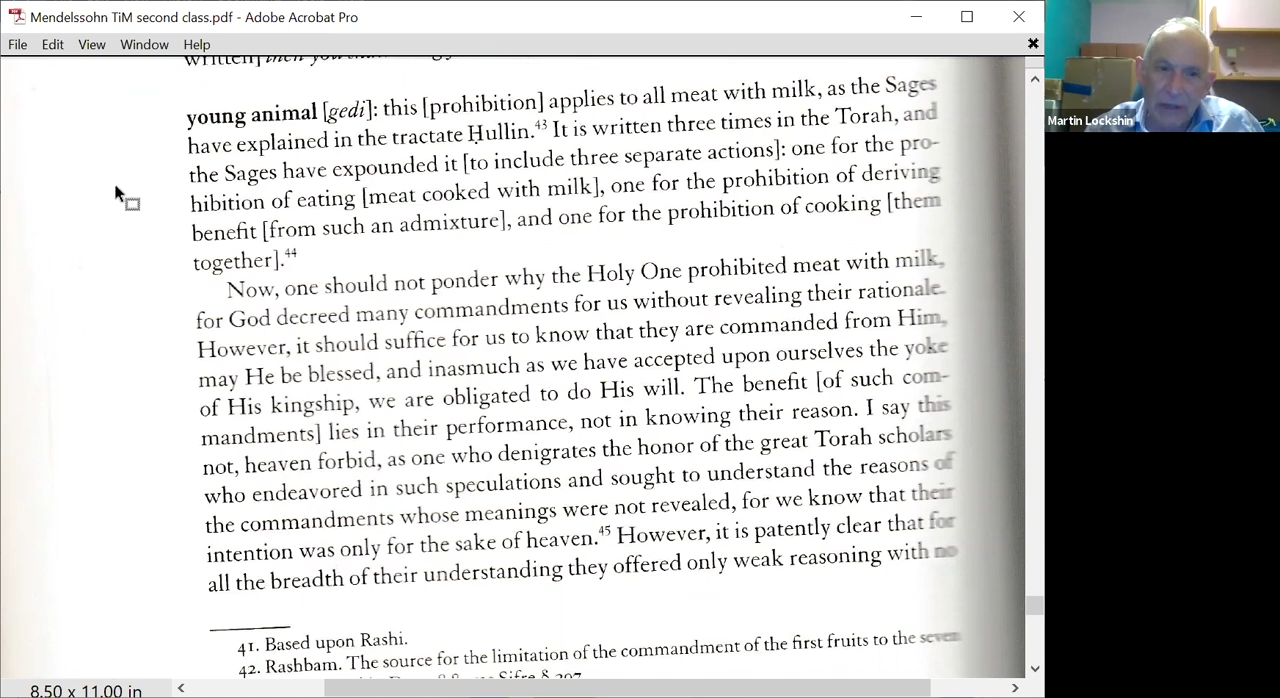 Mendelssohn TiM second class.pdf - Adobe Acrobat Pro
File Edit View Window Help
young animal [gedi]: this [prohibition] applies to all meat with milk, as the Sages
have explained in the tractate Ḥullin.43 It is written three times in the Torah, and
the Sages have expounded it [to include three separate actions]: one for the pro-
hibition of eating [meat cooked with milk], one for the prohibition of deriving
benefit [from such an admixture], and one for the prohibition of cooking [them
together].44
Now, one should not ponder why the Holy One prohibited meat with milk,
for God decreed many commandments for us without revealing their rationale.
However, it should suffice for us to know that they are commanded from Him,
may He be blessed, and inasmuch as we have accepted upon ourselves the yoke
of His kingship, we are obligated to do His will. The benefit [of such com-
mandments] lies in their performance, not in knowing their reason. I say this
not, heaven forbid, as one who denigrates the honor of the great Torah scholars
who endeavored in such speculations and sought to understand the reasons of
the commandments whose meanings were not revealed, for we know that their
intention was only for the sake of heaven.45 However, it is patently clear that for
all the breadth of their understanding they offered only weak reasoning with no
41. Based upon Rashi.
42. Rashbam. The source for the limitation of the commandment of the first fruits to the seven
8.50 x 11.00 in
Martin Lockshin